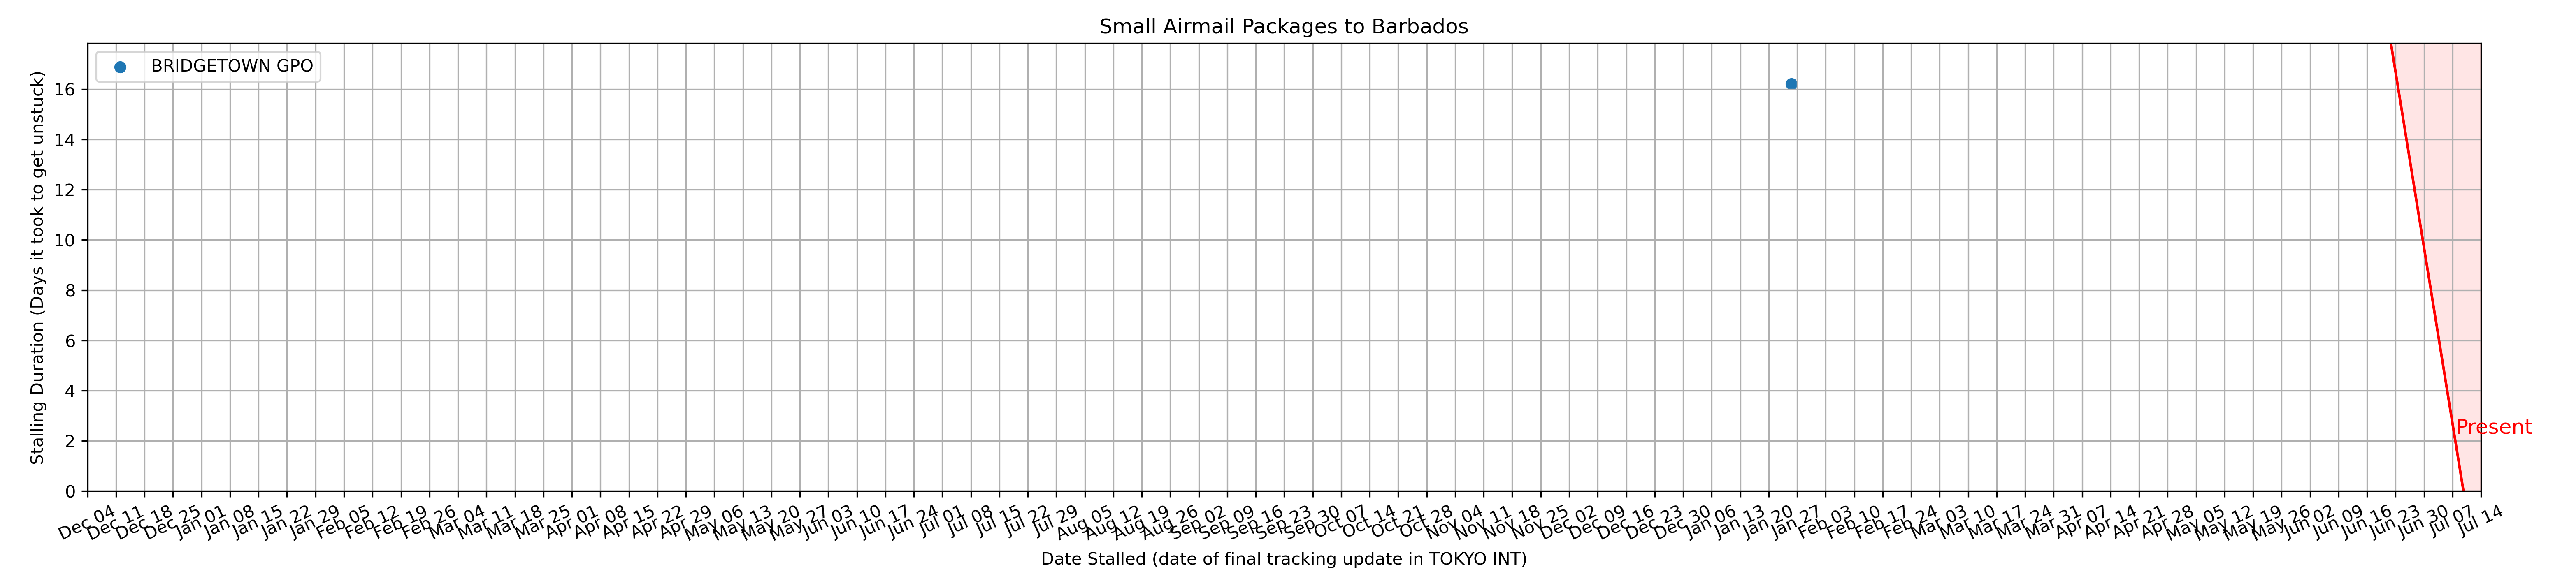 Small Airmail Packages to Barbados
BRIDGETOWN GPO
Stalling Duration (Days it took to get unstuck)
16
14
12
10
8
6
4
2
0
Present
Dec 04
Dec 11
Dec 18
Dec 25
Jan 01
Jan 08
Jan 15
Jan 22
Jan 29
Feb 05
Feb 12
Feb 19
Feb 26
Mar 04
Mar 11
Mar 18
Mar 25
Apr 01
Apr 08
Apr 15
Apr 22
Apr 29
May 06
May 13
May 20
May 27
Jun 03
Jun 10
Jun 17
Jun 24
Jul 01
Jul 08
Jul 15
Jul 22
Jul 29
Aug 05
Aug 12
Aug 19
Aug 26
Sep 02
Sep 09
Sep 16
Sep 23
Sep 30
Oct 07
Oct 14
Oct 21
Oct 28
Nov 04
Nov 11
Nov 18
Nov 25
Dec 02
Dec 09
Dec 16
Dec 23
Dec 30
Jan 06
Jan 13
Jan 20
Jan 27
Feb 03
Feb 10
Feb 17
Feb 24
Mar 03
Mar 10
Mar 17
Mar 24
Mar 31
Apr 07
Apr 14
Apr 21
Apr 28
May 05
May 12
May 19
May 26
Jun 02
Jun 09
Jun 16
Jun 23
Jun 30
Jul 07
Jul 14
Date Stalled (date of final tracking update in TOKYO INT)